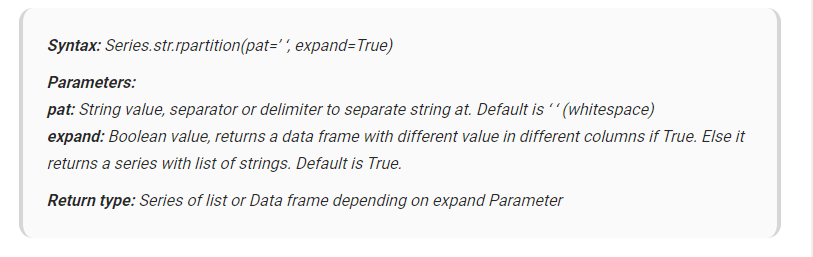 Syntax: Series.str.rpartition(pat=’ ‘, expand=True)
Parameters:
pat: String value, separator or delimiter to separate string at. Default is ‘ ‘ (whitespace)
expand: Boolean value, returns a data frame with different value in different columns if True. Else it
returns a series with list of strings. Default is True.
Return type: Series of list or Data frame depending on expand Parameter